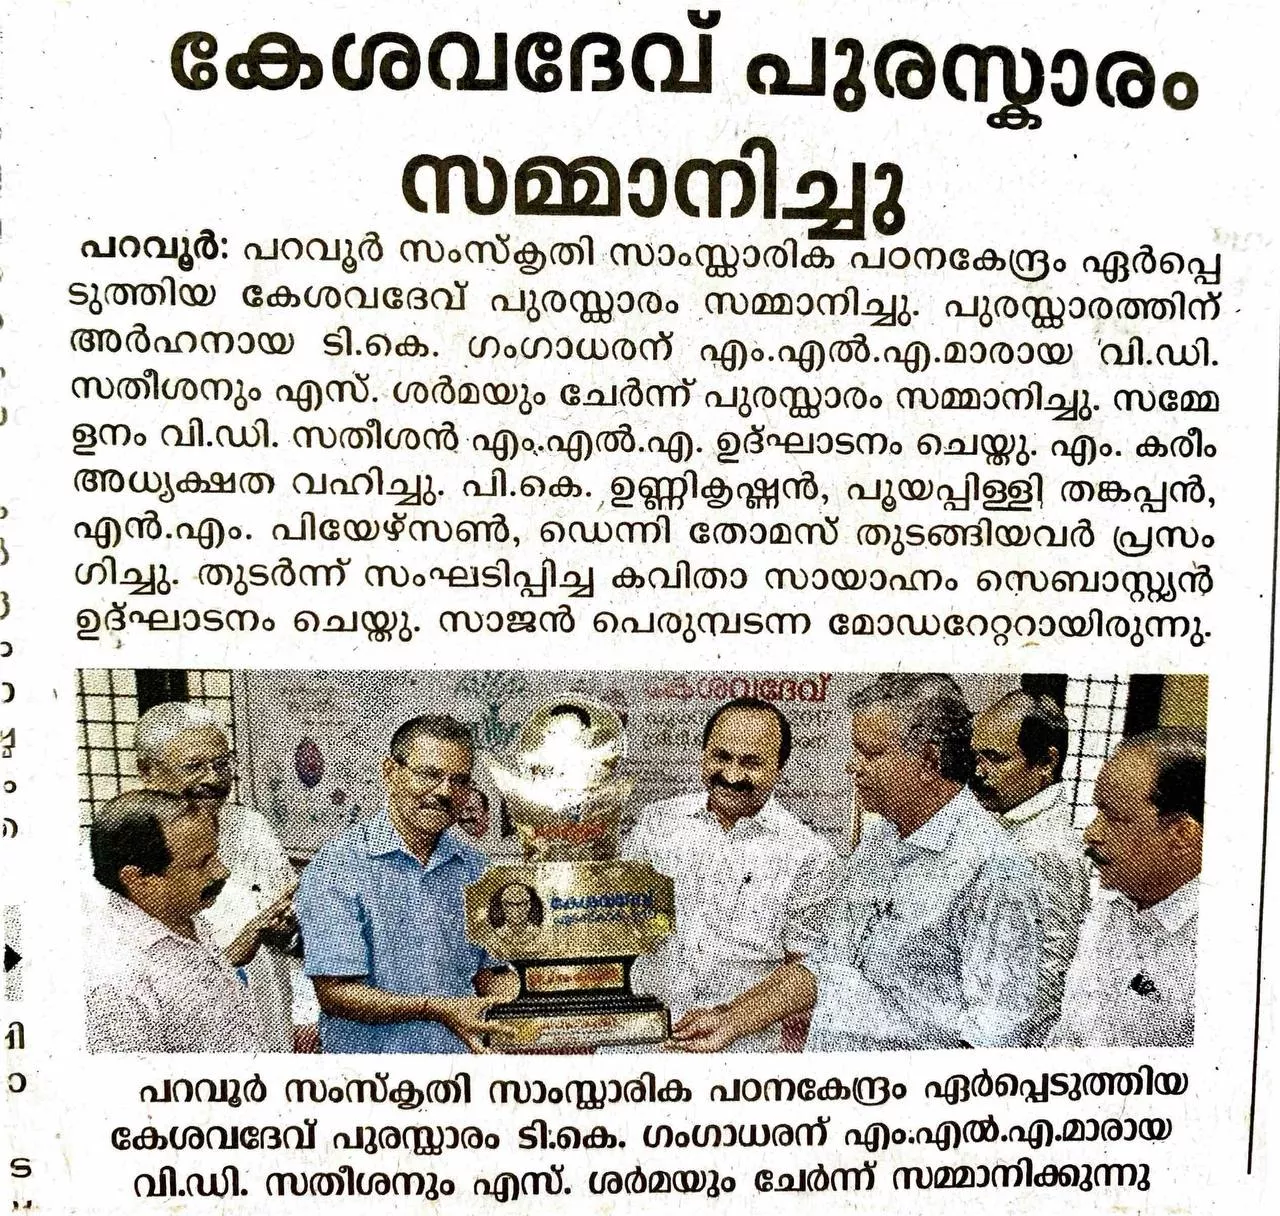 കേശവദേവ് പുരസ്കാരം
സമ്മാനിച്ചു
പറവൂർ: പറവൂർ സംസ്കൃതി സാംസ്കാരിക പഠനകേന്ദ്രം ഏർപ്പെ
ടുത്തിയ കേശവദേവ് പുരസ്കാരം സമ്മാനിച്ചു. പുരസ്കാരത്തിന്
അർഹനായ ടി.കെ. ഗംഗാധരന് എം.എൽ.എ.മാരായ വി.ഡി.
സതീശനും എസ്. ശർമയും ചേർന്ന് പുരസ്കാരം സമ്മാനിച്ചു. സമ്മേ
ളനം വി.ഡി. സതീശൻ എം.എൽ.എ. ഉദ്ഘാടനം ചെയ്തു. എം. കരീം
അധ്യക്ഷത വഹിച്ചു. പി.കെ. ഉണ്ണികൃഷ്ണൻ, പൂയപ്പിള്ളി തങ്കപ്പൻ,
എൻ.എം. പിയേഴ്സൺ, ഡെന്നി തോമസ് തുടങ്ങിയവർ പ്രസം
ഗിച്ചു. തുടർന്ന് സംഘടിപ്പിച്ച കവിതാ സായാഹ്നം സെബാസ്റ്റ്യൻ
ഉദ്ഘാടനം ചെയ്തു. സാജൻ പെരുമ്പടന്ന മോഡറേറ്ററായിരുന്നു.
കേശവദേവ്
കേശവദേവ്
പറവൂർ സംസ്കൃതി സാംസ്കാരിക പഠനകേന്ദ്രം ഏർപ്പെടുത്തിയ
കേശവദേവ് പുരസ്കാരം ടി.കെ. ഗംഗാധരന് എം.എൽ.എ.മാരായ
വി.ഡി. സതീശനും എസ്. ശർമയും ചേർന്ന് സമ്മാനിക്കുന്നു